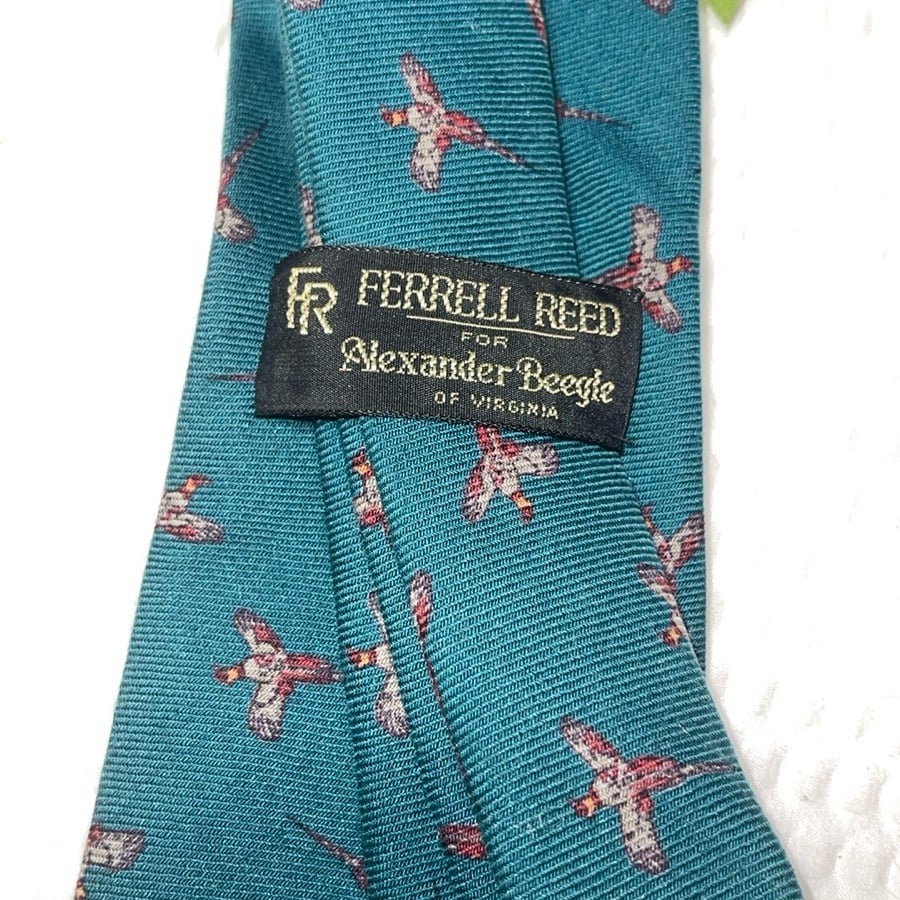 FR FERRELL REED
FOR
Alexander Beegle
OF VIRGINIA